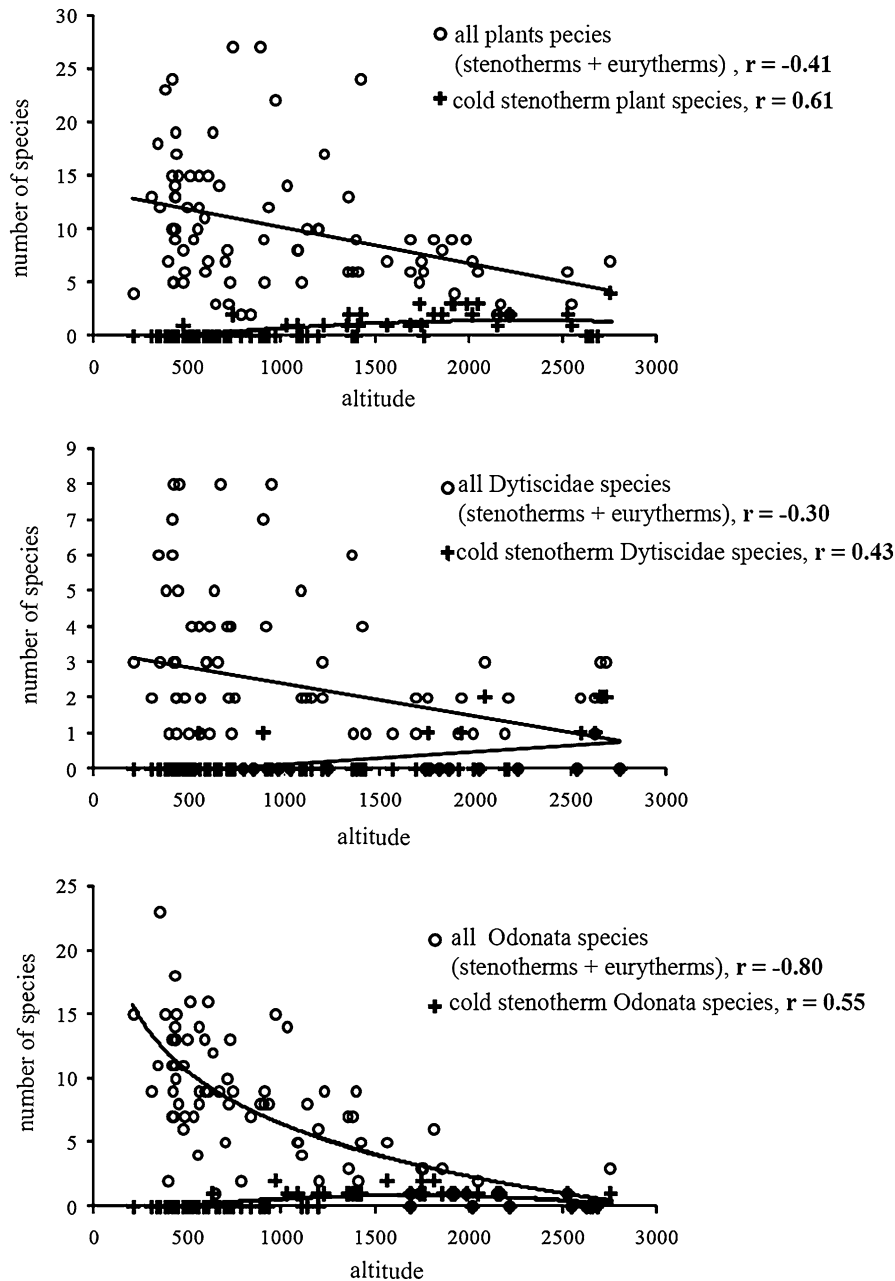 30
25
20
15
10
5
0
number of species
all plants pecies
(stenotherms + eurytherms) , r = -0.41
cold stenotherm plant species, r = 0.61
0 500 1000 1500 2000 2500 3000
altitude
9
8
7
6
5
4
3
2
1
0
number of species
all Dytiscidae species
(stenotherms + eurytherms), r = -0.30
cold stenotherm Dytiscidae species, r = 0.43
0 500 1000 1500 2000 2500 3000
altitude
25
20
15
10
5
0
number of species
all Odonata species
(stenotherms + eurytherms), r = -0.80
cold stenotherm Odonata species, r = 0.55
0 500 1000 1500 2000 2500 3000
altitude